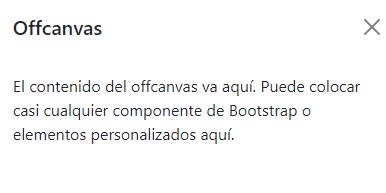 Offcanvas
El contenido del offcanvas va aquí. Puede colocar
casi cualquier componente de Bootstrap o
elementos personalizados aquí.